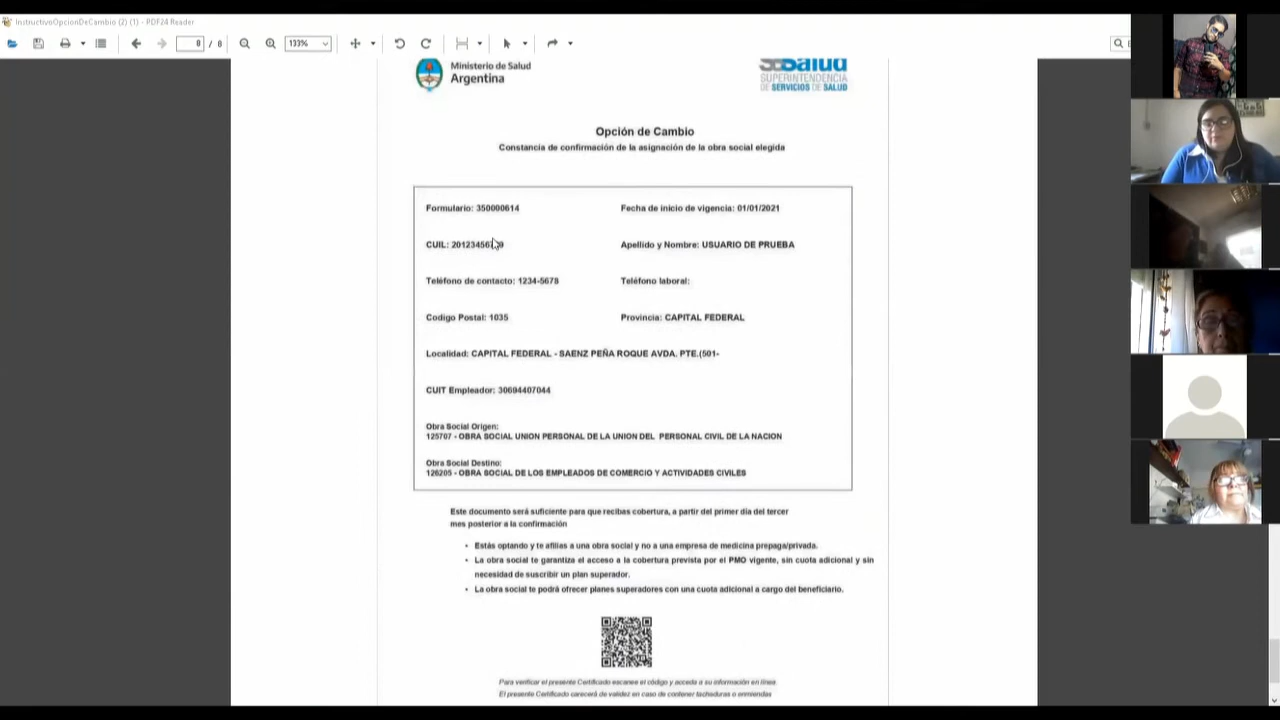 InstructivoOpcionDeCambio (2) (1) - PDF24 Reader
8 / 8
133%
Ministerio de Salud
Argentina
Salud
SUPERINTENDENCIA
DE SERVICIOS DE SALUD
Opción de Cambio
Constancia de confirmación de la asignación de la obra social elegida
Formulario: 350000614
Fecha de inicio de vigencia: 01/01/2021
CUIL:
Apellido y Nombre: USUARIO DE PRUEBA
Teléfono de contacto: 1234-5678
Teléfono laboral:
Codigo Postal: 1035
Provincia: CAPITAL FEDERAL
Localidad: CAPITAL FEDERAL - SAENZ PEÑA ROQUE AVDA. PTE.(501-
CUIT Empleador: 30694407044
Obra Social Origen:
125707 - OBRA SOCIAL UNION PERSONAL DE LA UNION DEL PERSONAL CIVIL DE LA NACION
Obra Social Destino:
126205 - OBRA SOCIAL DE LOS EMPLEADOS DE COMERCIO Y ACTIVIDADES CIVILES
Este documento será suficiente para que recibas cobertura, a partir del primer día del tercer
mes posterior a la confirmación
• Estás optando y te afilias a una obra social y no a una empresa de medicina prepaga/privada.
• La obra social te garantiza el acceso a la cobertura prevista por el PMO vigente, sin cuota adicional y sin
necesidad de suscribir un plan superador.
• La obra social te podrá ofrecer planes superadores con una cuota adicional a cargo del beneficiario.
Para verificar el presente Certificado escanee el código y acceda a su información en línea.
El presente Certificado carecerá de validez en caso de contener tachaduras o enmiendas